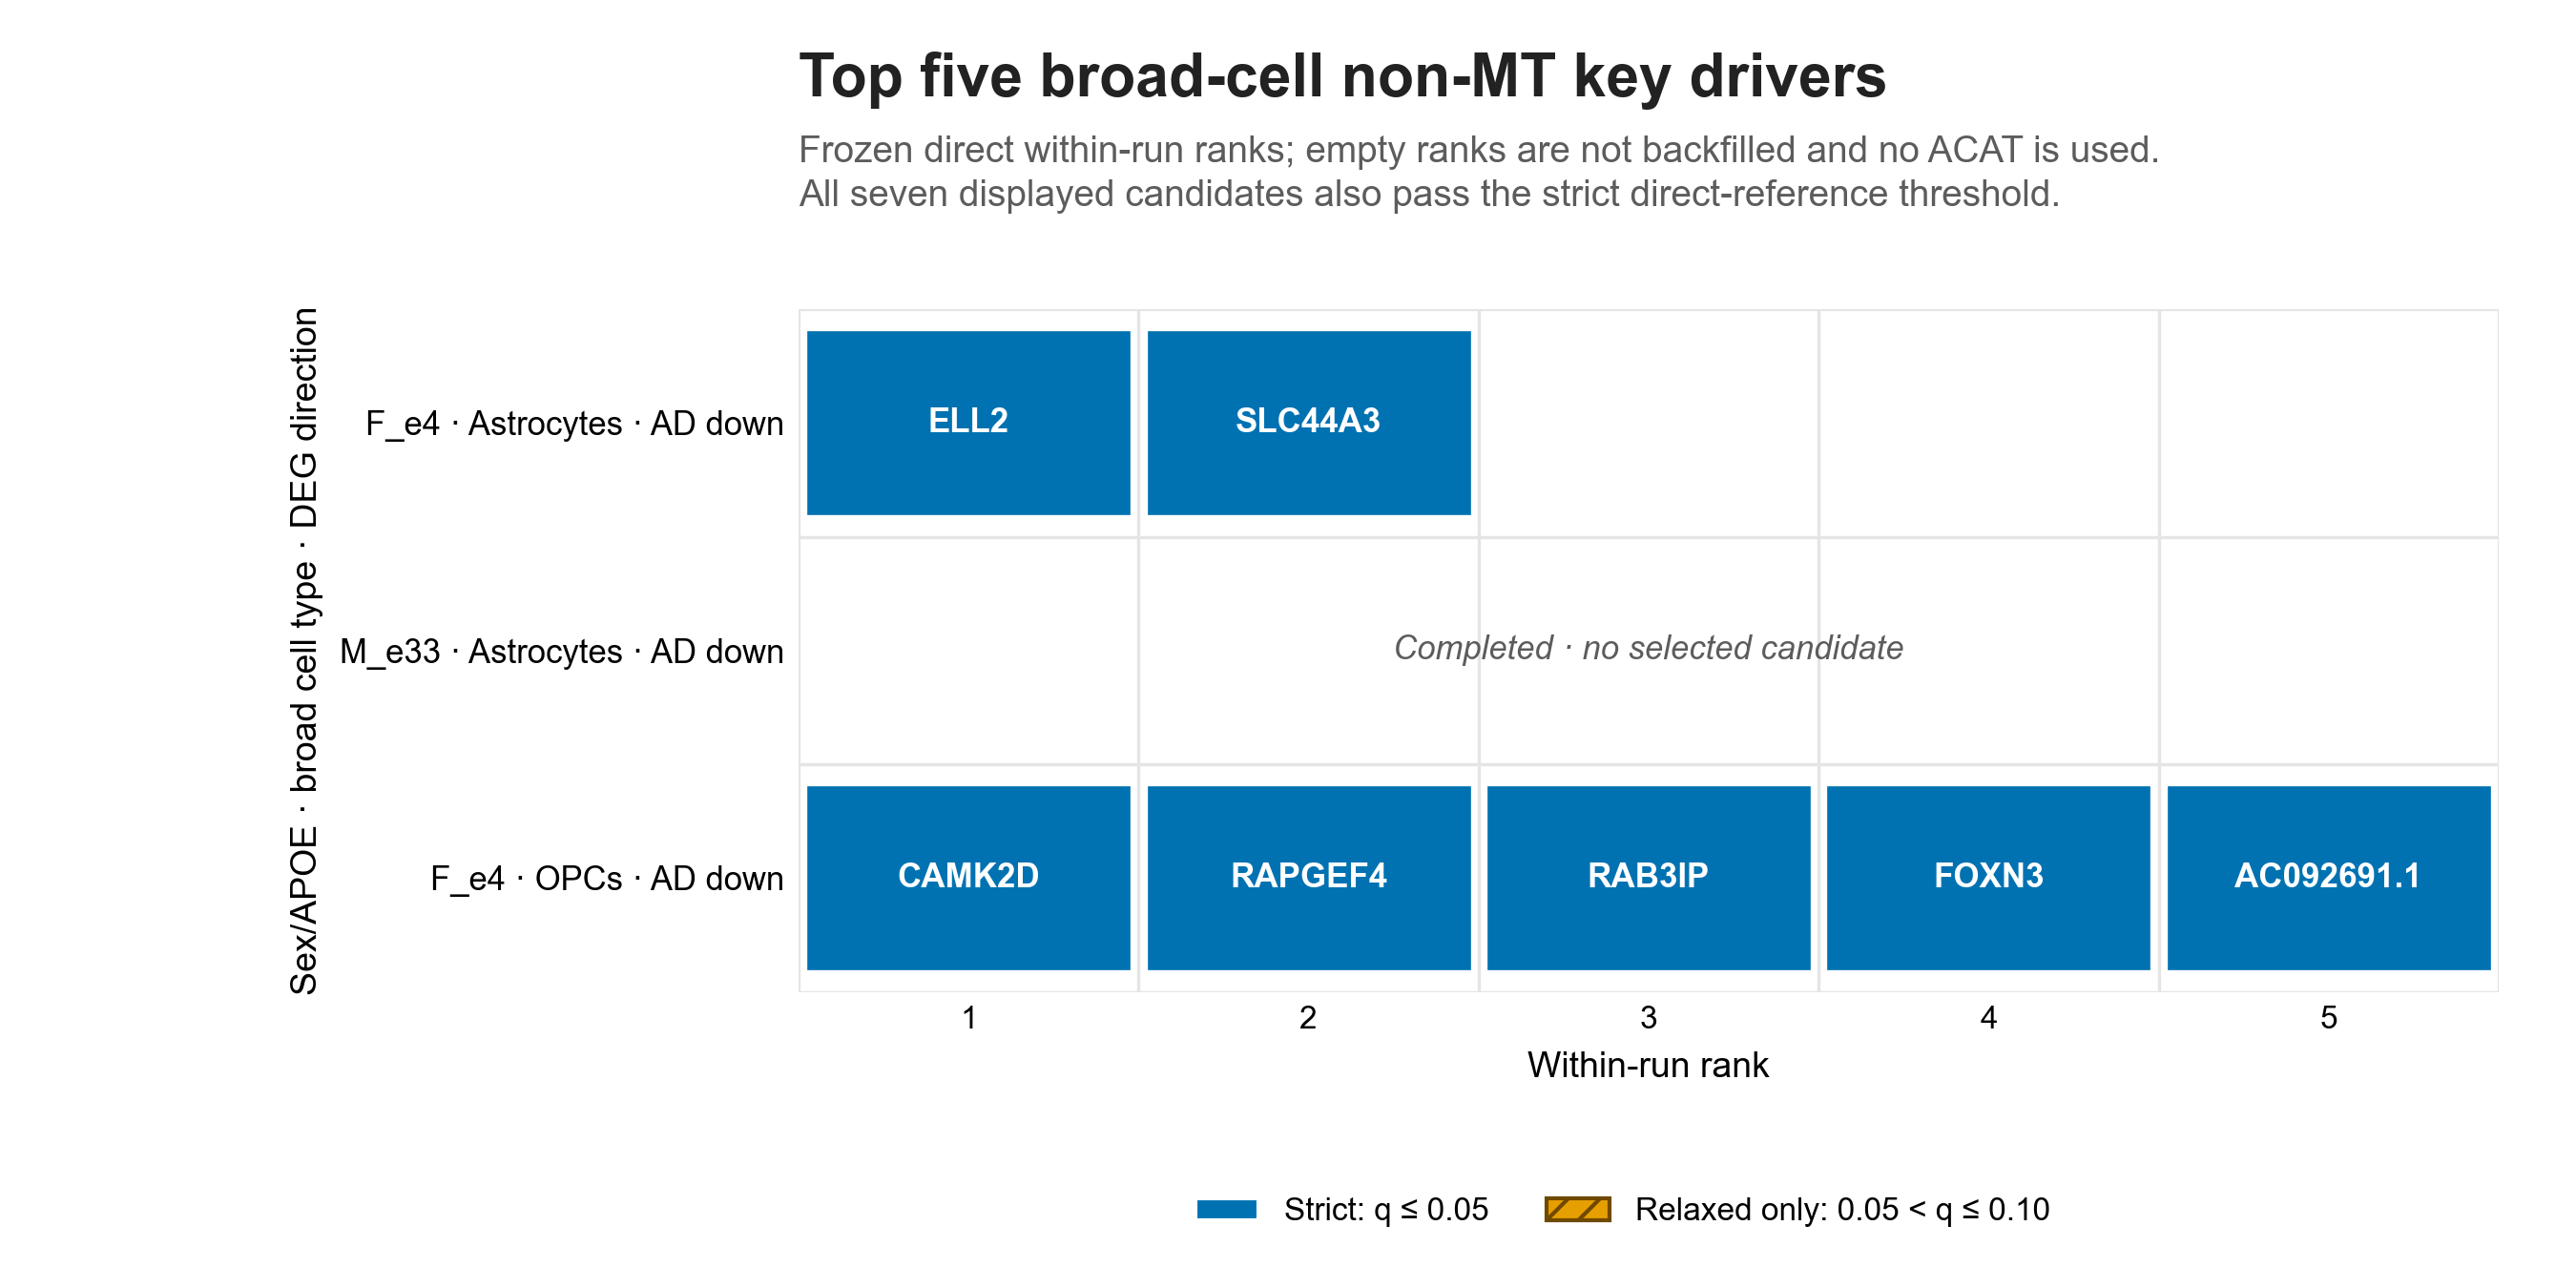 Top five broad-cell non-MT key drivers
Frozen direct within-run ranks; empty ranks are not backfilled and no ACAT is used.
All seven displayed candidates also pass the strict direct-reference threshold.
Sex/APOE · broad cell type · DEG direction
F_e4 · Astrocytes · AD down
ELL2
SLC44A3
M_e33 · Astrocytes · AD down
Completed · no selected candidate
F_e4 · OPCs · AD down
CAMK2D
RAPGEF4
RAB3IP
FOXN3
AC092691.1
1
2
3
4
5
Within-run rank
Strict: q ≤ 0.05
Relaxed only: 0.05 < q ≤ 0.10